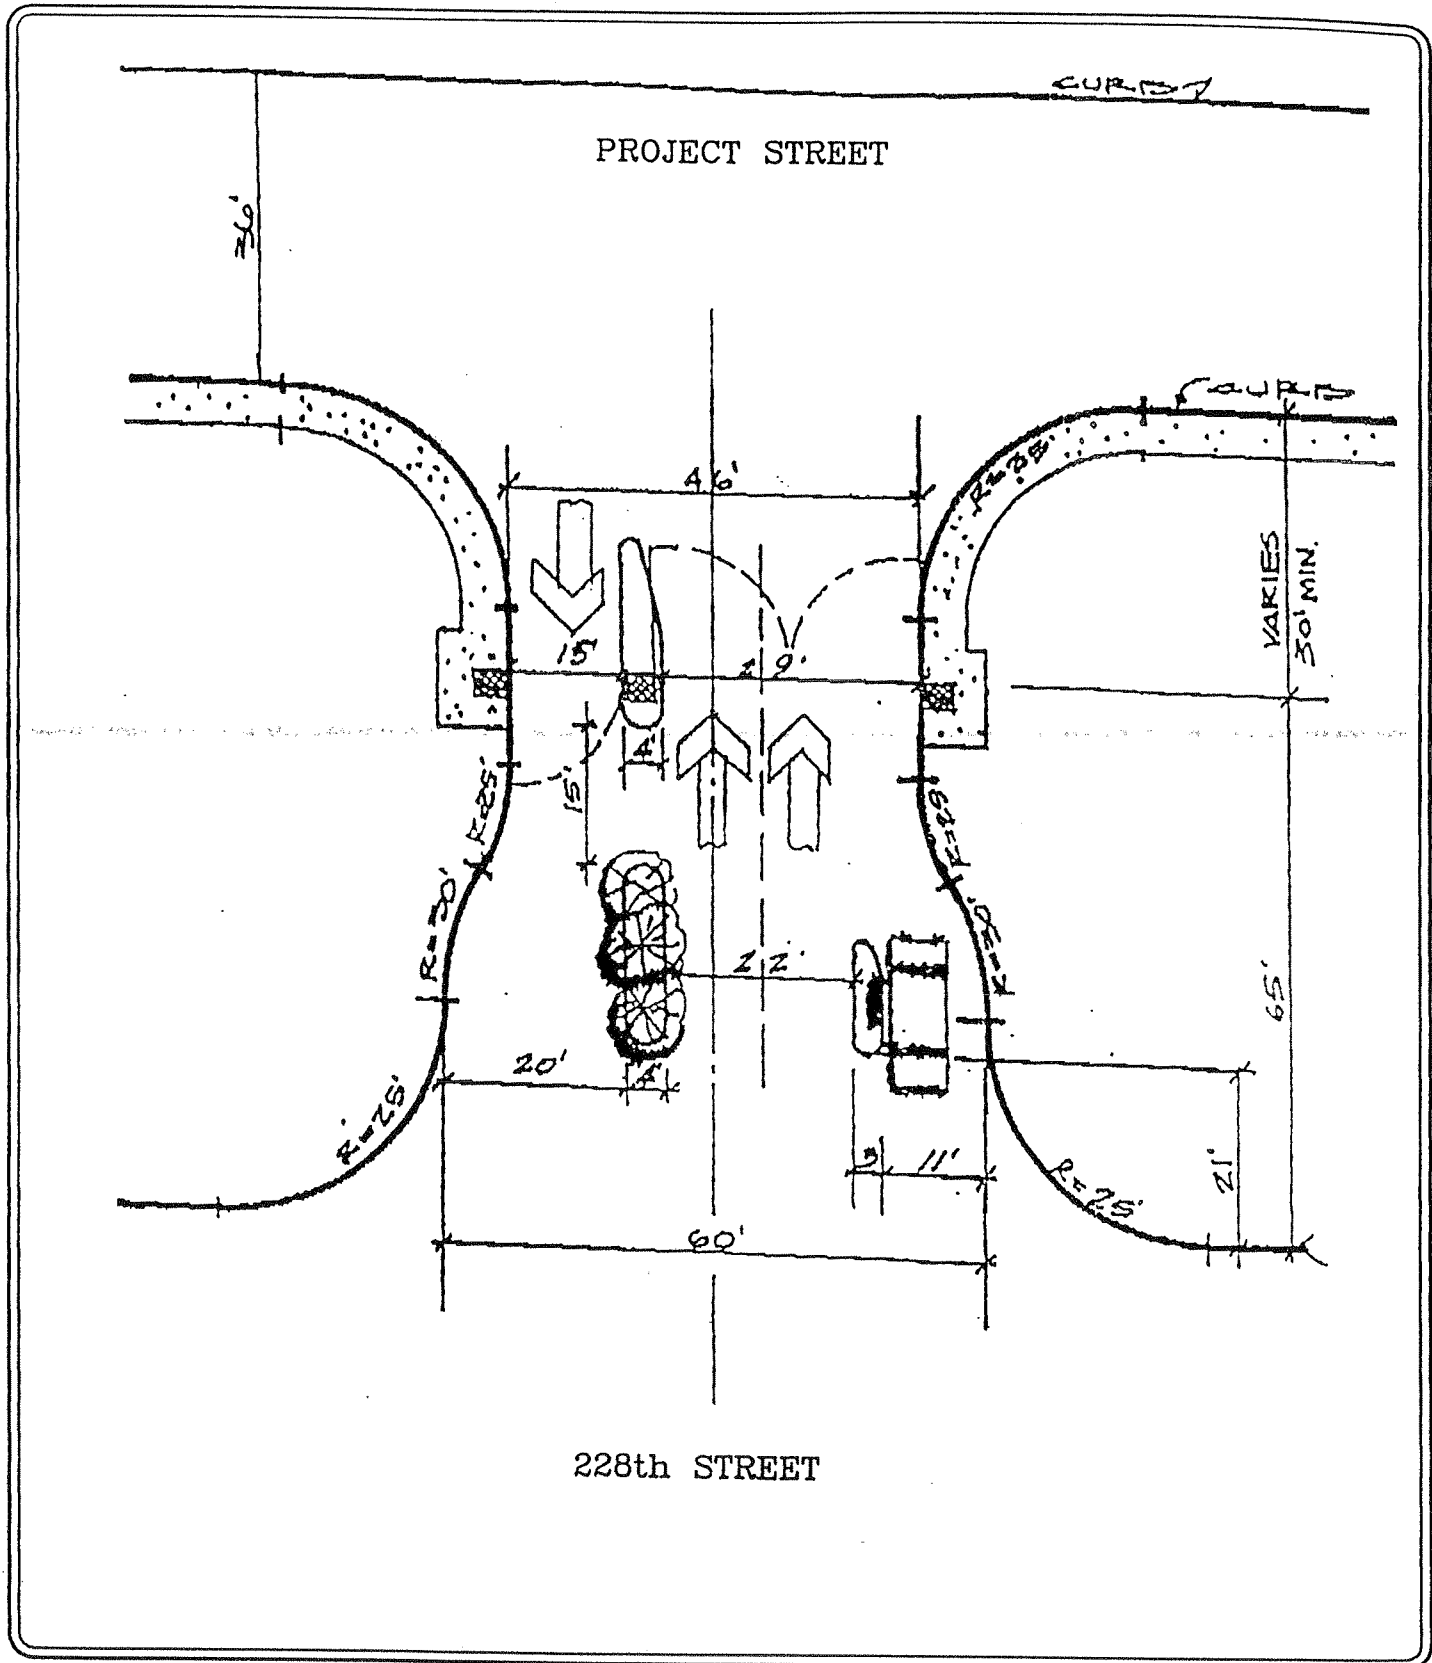 CURB
PROJECT STREET
36'
CURB
46'
R=25'
VARIES
30' MIN.
15'
29'
4'
15'
R=25'
R=25'
R=30'
R=30'
22'
65'
20'
4'
R=25'
3'
11'
21'
R=25'
60'
228th STREET